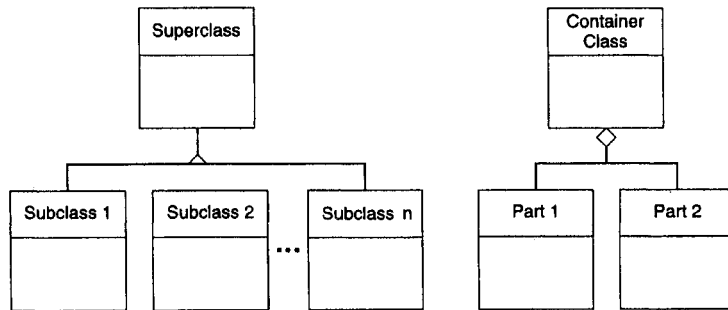 Superclass
Container
Class
Subclass 1
Subclass 2
...
Subclass n
Part 1
Part 2